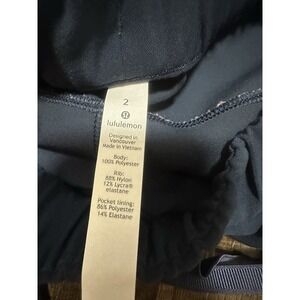 2
lululemon
Designed in
Vancouver
Made in Vietnam
Body:
100% Polyester
Rib:
88% Nylon
12% Lycra®
elastane
Pocket lining:
86% Polyester
14% Elastane